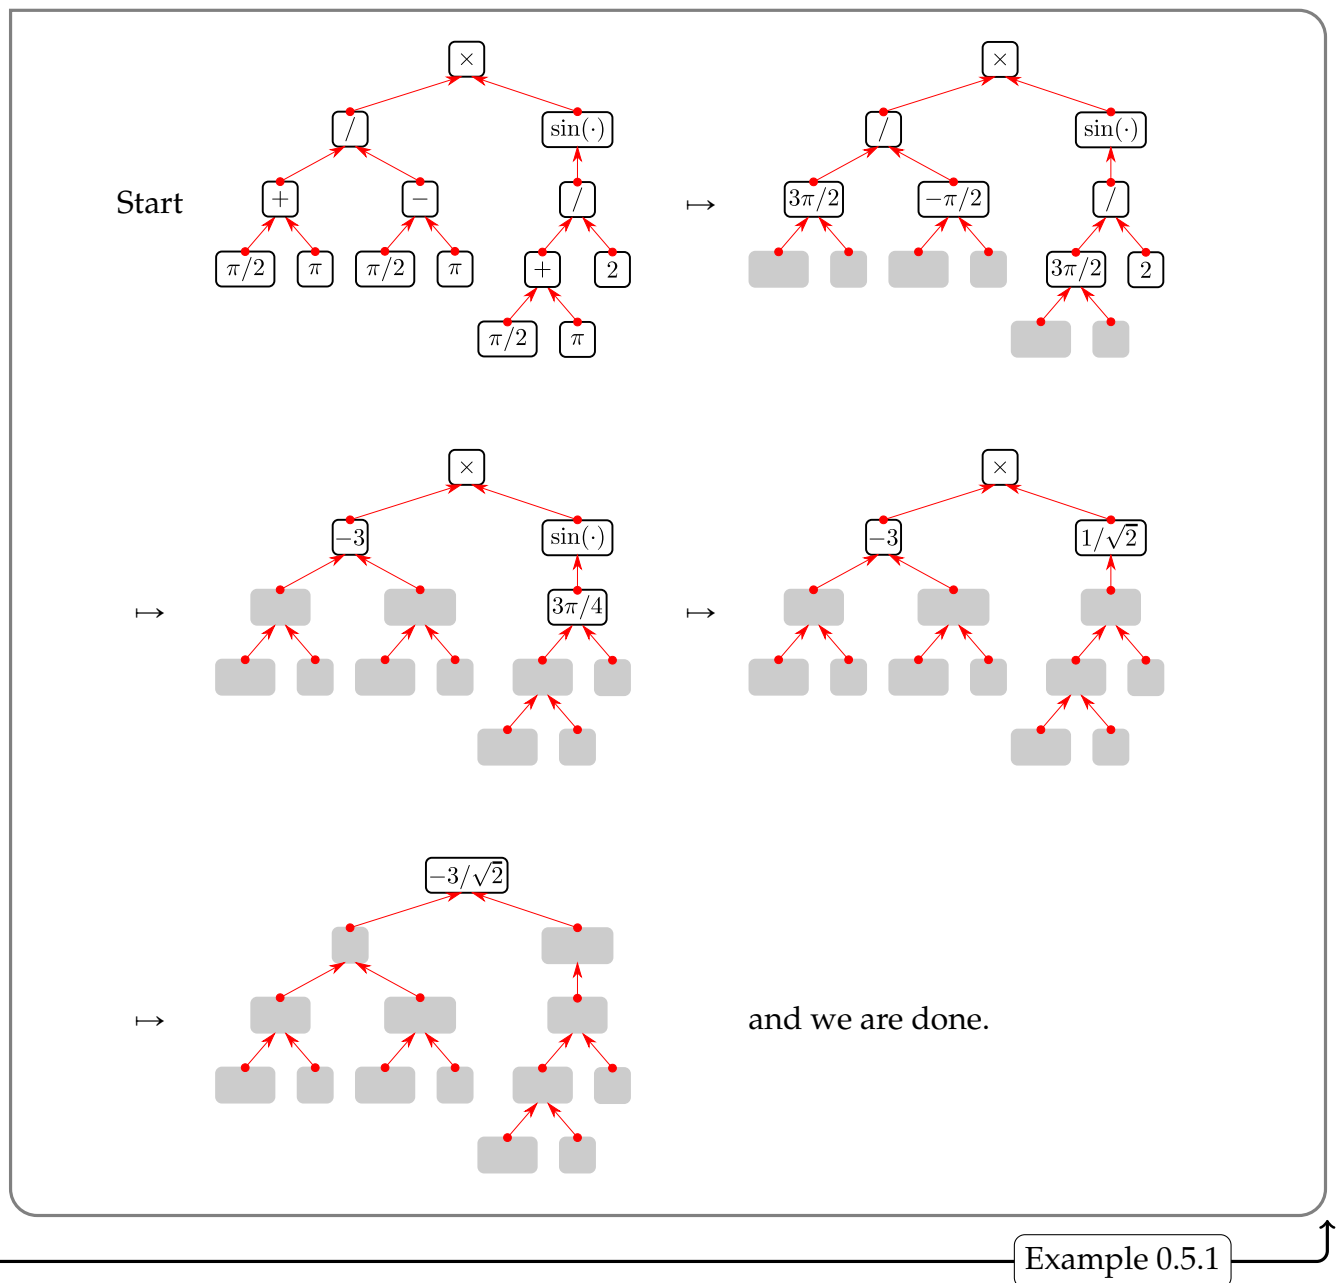 × ×
/ sin(·) / sin(·)
Start + − / ↦ 3π/2 −π/2 /
π/2 π π/2 π + 2 3π/2 2
π/2 π
× ×
−3 sin(·) −3 1/√2
↦ 3π/4 ↦
−3/√2
↦ and we are done.
Example 0.5.1